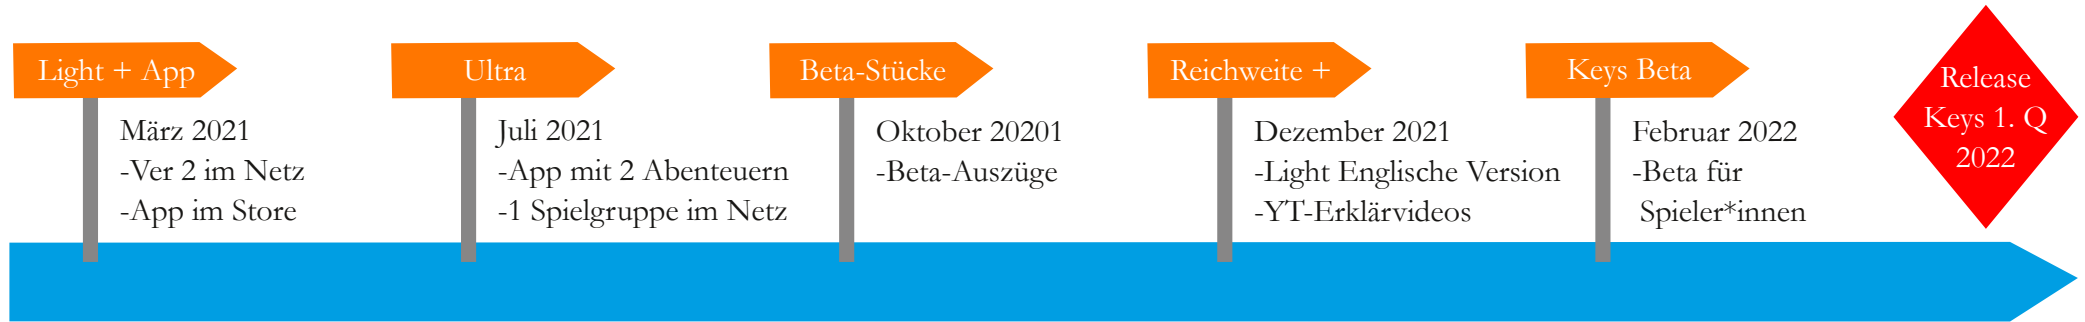 Light + App
März 2021
-Ver 2 im Netz
-App im Store
Ultra
Juli 2021
-App mit 2 Abenteuern
-1 Spielgruppe im Netz
Beta-Stücke
Oktober 20201
-Beta-Auszüge
Reichweite +
Dezember 2021
-Light Englische Version
-YT-Erklärvideos
Keys Beta
Februar 2022
-Beta für
Spieler*innen
Release
Keys 1. Q
2022